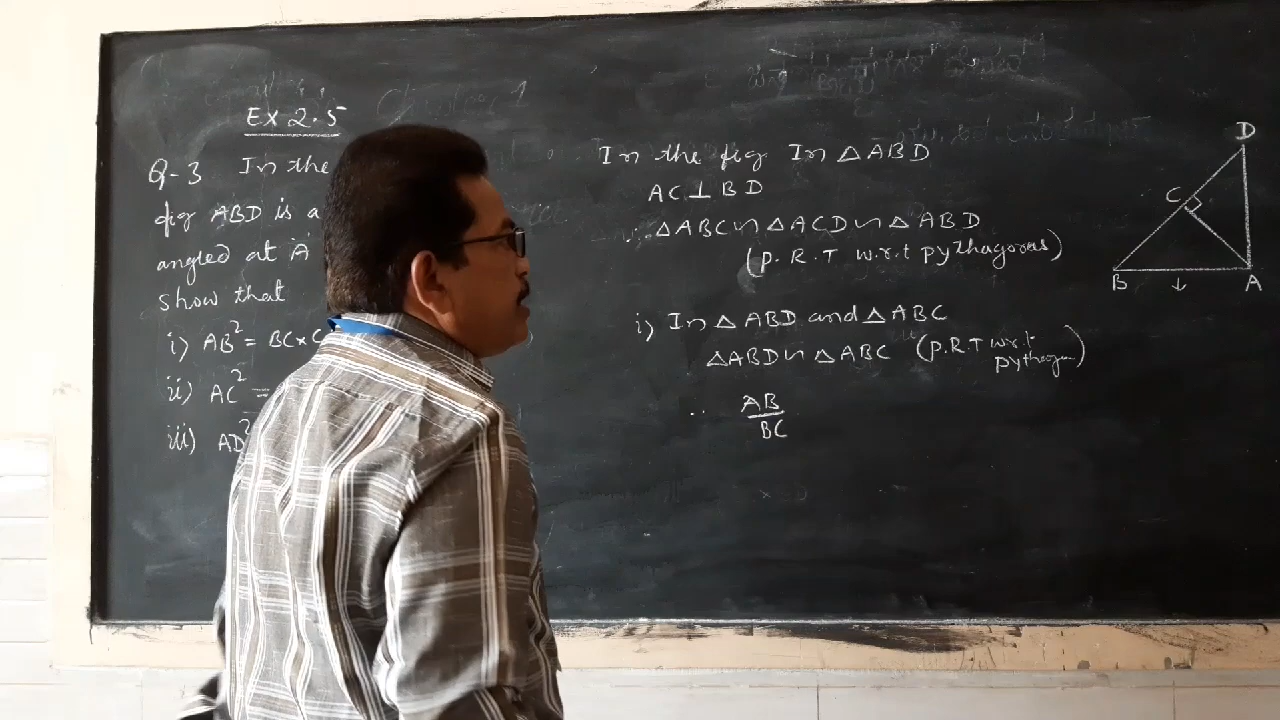 Ex 2.5
Q-3 In the
fig ABD is a
angled at A
show that
i) AB² = BC × C
ii) AC² =
iii) AD²
In the fig In △ABD
AC ⊥ BD
∴ △ABC ∽ △ACD ∽ △ABD
(P.R.T w.r.t pythagoras)
i) In △ABD and △ABC
△ABD ∽ △ABC (P.R.T w.r.t
∴ AB
BC
D
C
B
A